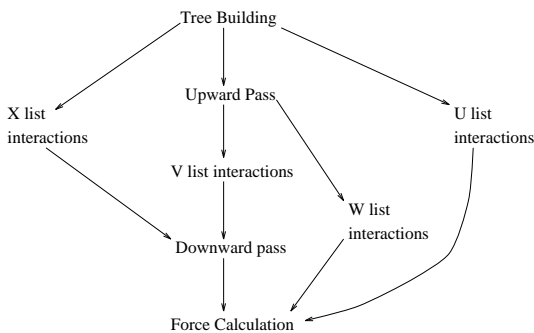 Tree Building
Upward Pass
X list
interactions
U list
interactions
V list interactions
W list
interactions
Downward pass
Force Calculation